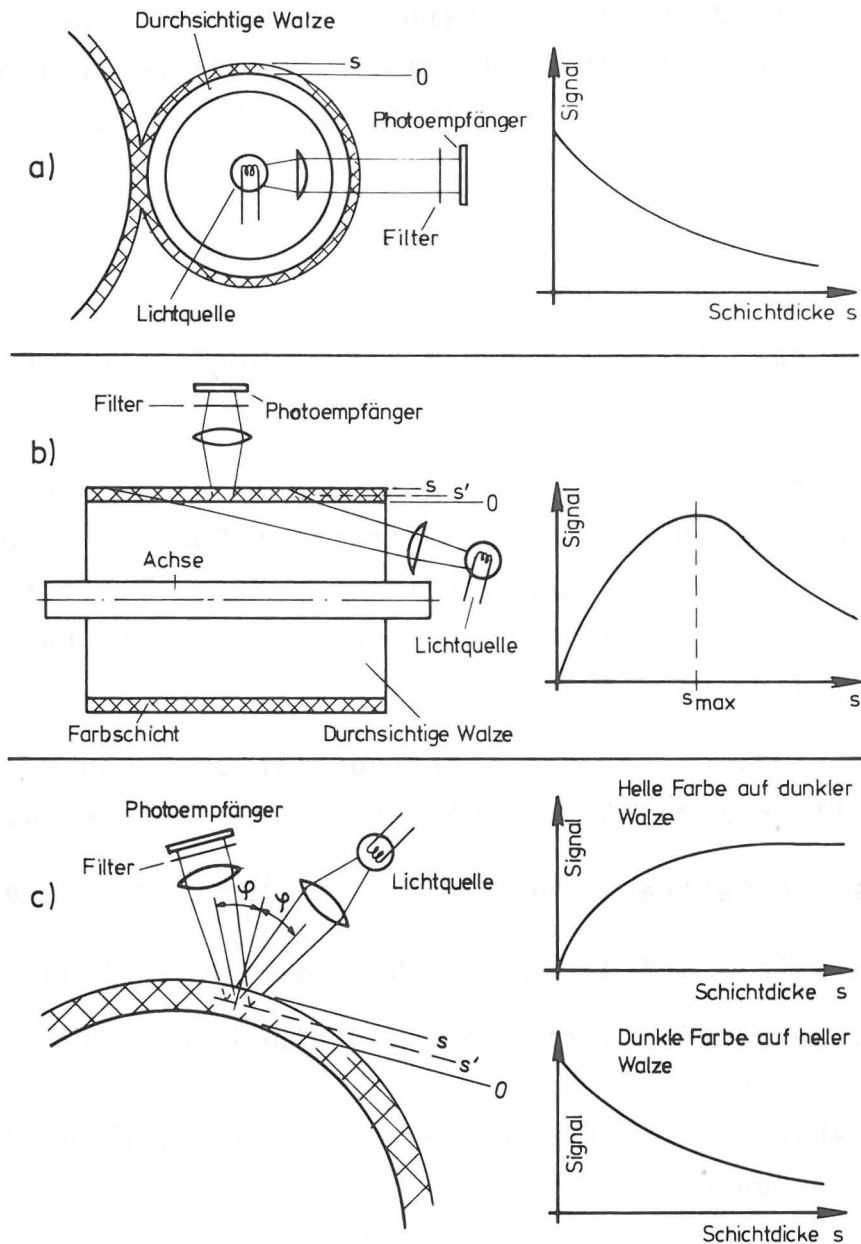 Durchsichtige Walze
s
0
Photoempfänger
a)
Filter
Lichtquelle
Signal
Schichtdicke s
Filter
Photoempfänger
b)
s
s'
0
Achse
Lichtquelle
Farbschicht
Durchsichtige Walze
Signal
smax
s
Photoempfänger
Filter
c)
φ
φ
Lichtquelle
s
s'
0
Helle Farbe auf dunkler
Walze
Signal
Schichtdicke s
Dunkle Farbe auf heller
Walze
Signal
Schichtdicke s